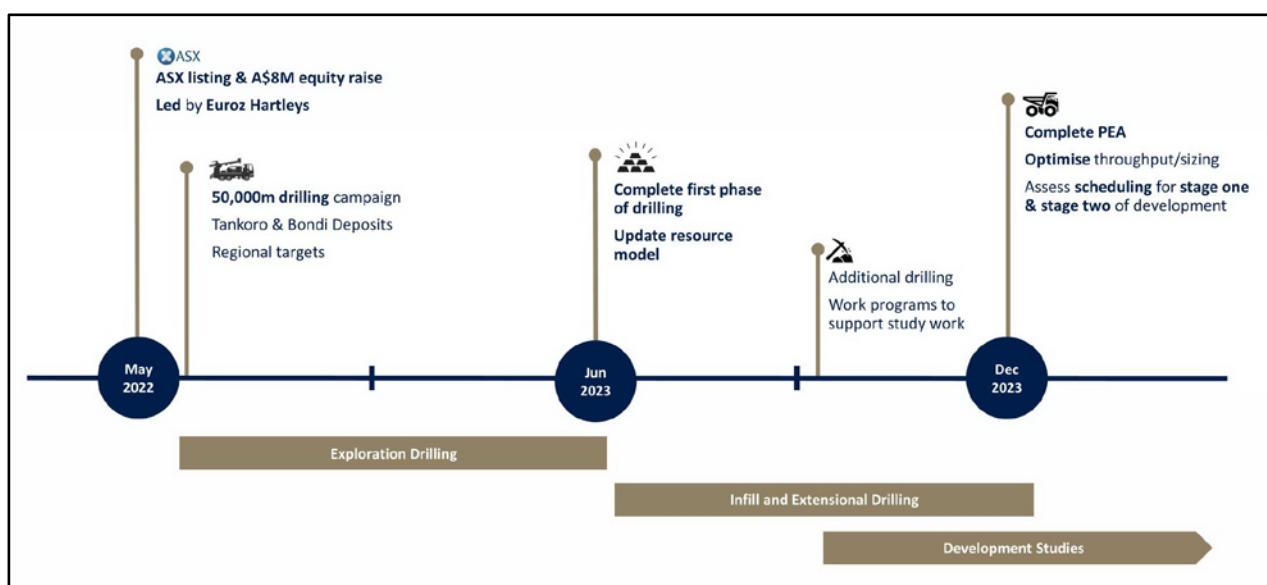 ASX
ASX listing & A$8M equity raise
Led by Euroz Hartleys
50,000m drilling campaign
Tankoro & Bondi Deposits
Regional targets
Complete first phase
of drilling
Update resource
model
Additional drilling
Work programs to
support study work
Complete PEA
Optimise throughput/sizing
Assess scheduling for stage one
& stage two of development
May
2022
Jun
2023
Dec
2023
Exploration Drilling
Infill and Extensional Drilling
Development Studies